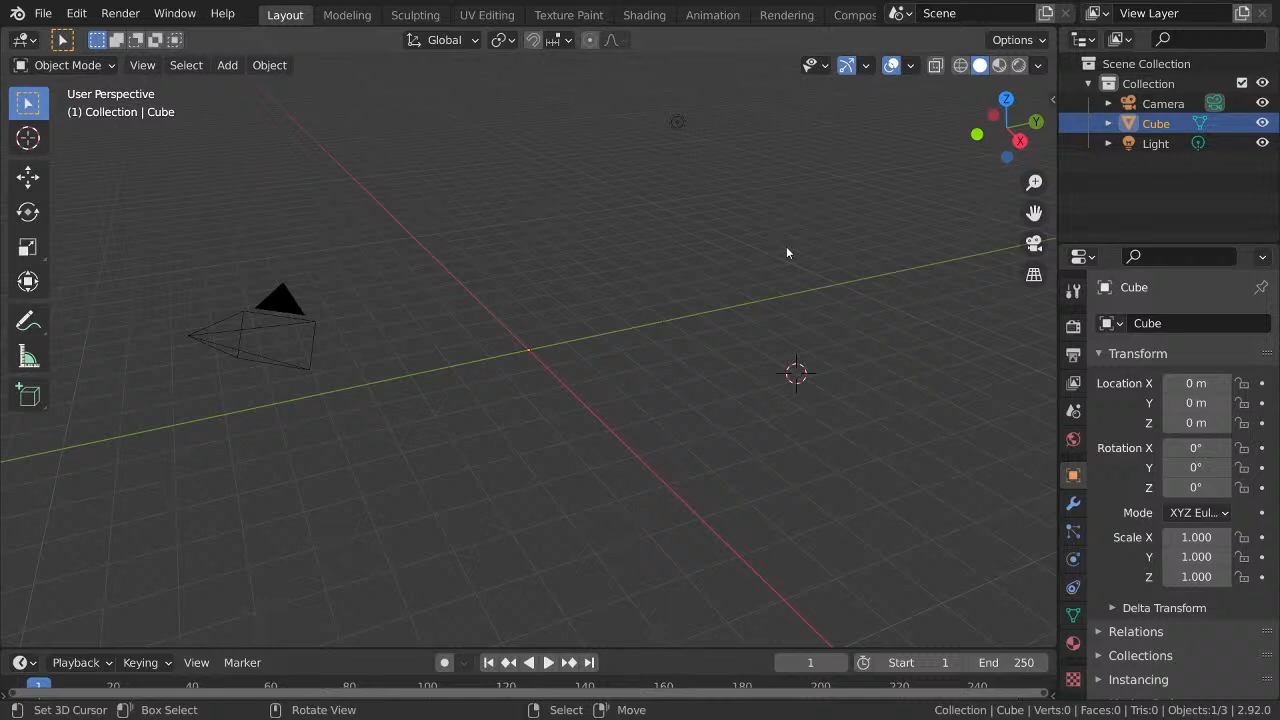 File Edit Render Window Help Layout Modeling Sculpting UV Editing Texture Paint Shading Animation Rendering Compos Scene View Layer
Global Options
Object Mode View Select Add Object
User Perspective
(1) Collection | Cube
Z
Y
X
Scene Collection
Collection
Camera
Cube
Light
Cube
Cube
Transform
Location X 0 m
Y 0 m
Z 0 m
Rotation X 0°
Y 0°
Z 0°
Mode XYZ Eul...
Scale X 1.000
Y 1.000
Z 1.000
Delta Transform
Relations
Collections
Instancing
Playback Keying View Marker 1 Start 1 End 250
1 20 40 60 80 100 120 140 160 180 200 220 240
Set 3D Cursor Box Select Rotate View Select Move Collection | Cube | Verts:0 | Faces:0 | Tris:0 | Objects:1/3 | 2.92.0